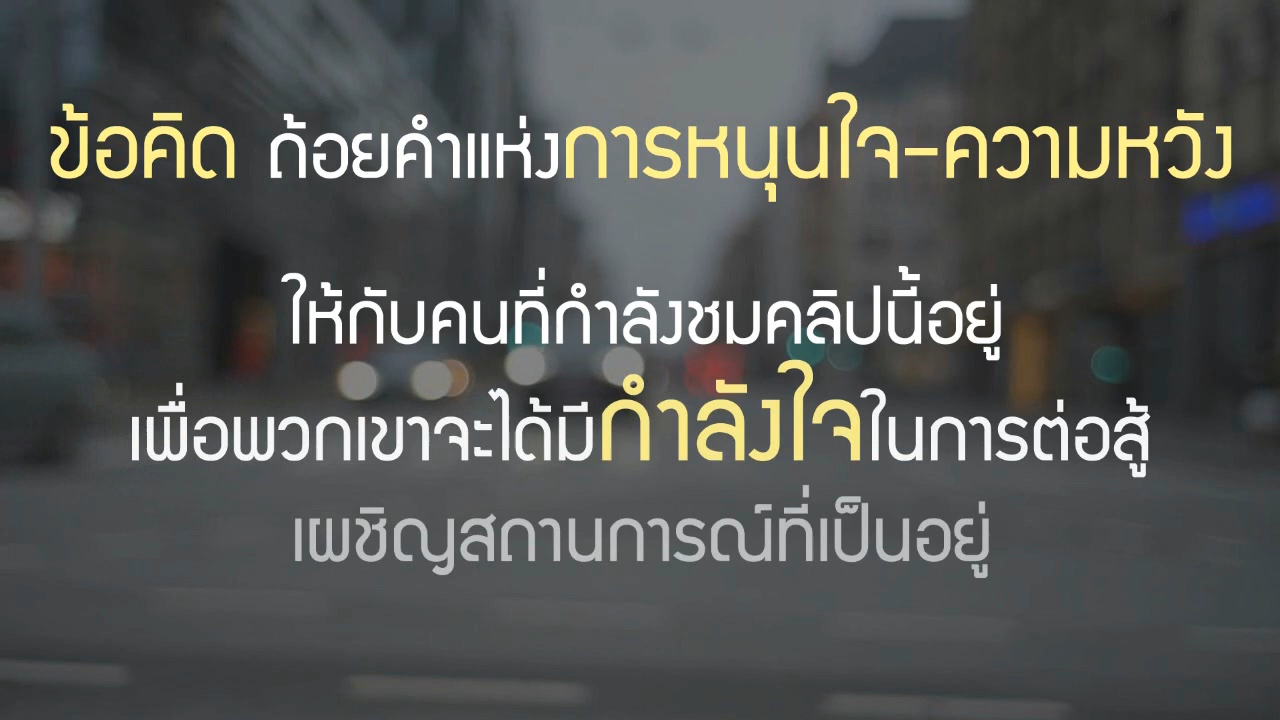 ข้อคิด ถ้อยคำแห่งการหนุนใจ-ความหวัง
ให้กับคนที่กำลังชมคลิปนี้อยู่
เพื่อพวกเขาจะได้มีกำลังใจในการต่อสู้
เผชิญสถานการณ์ที่เป็นอยู่